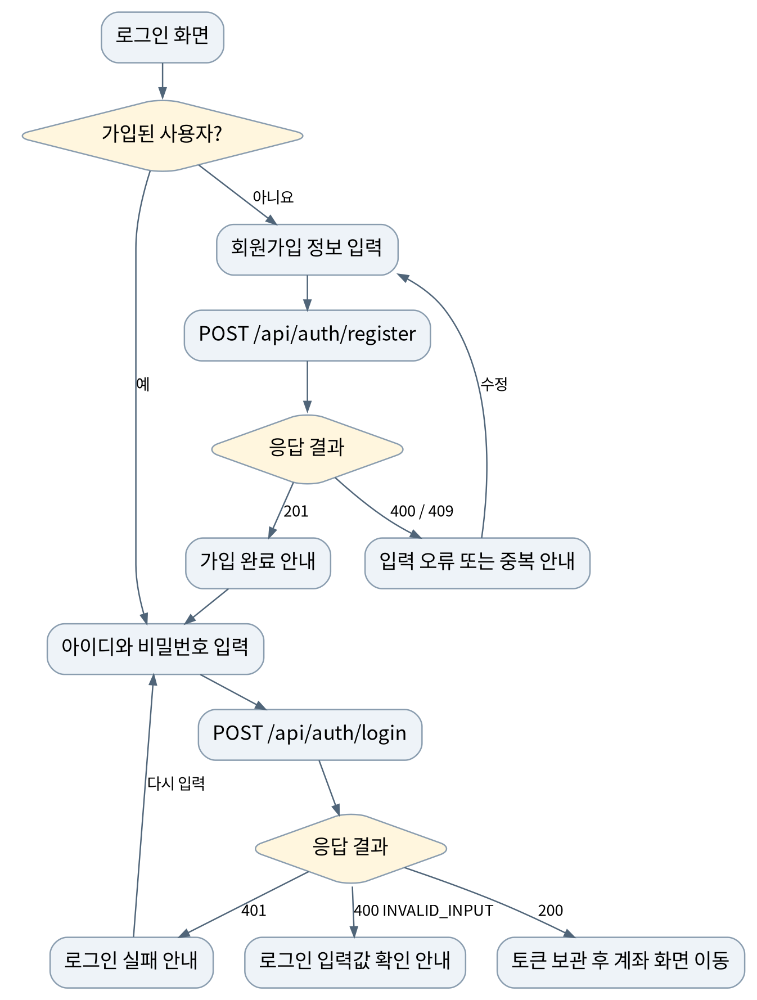 로그인 화면
가입된 사용자?
아니요
회원가입 정보 입력
POST /api/auth/register
예
수정
응답 결과
201
400 / 409
가입 완료 안내
입력 오류 또는 중복 안내
아이디와 비밀번호 입력
POST /api/auth/login
다시 입력
응답 결과
401
400 INVALID_INPUT
200
로그인 실패 안내
로그인 입력값 확인 안내
토큰 보관 후 계좌 화면 이동